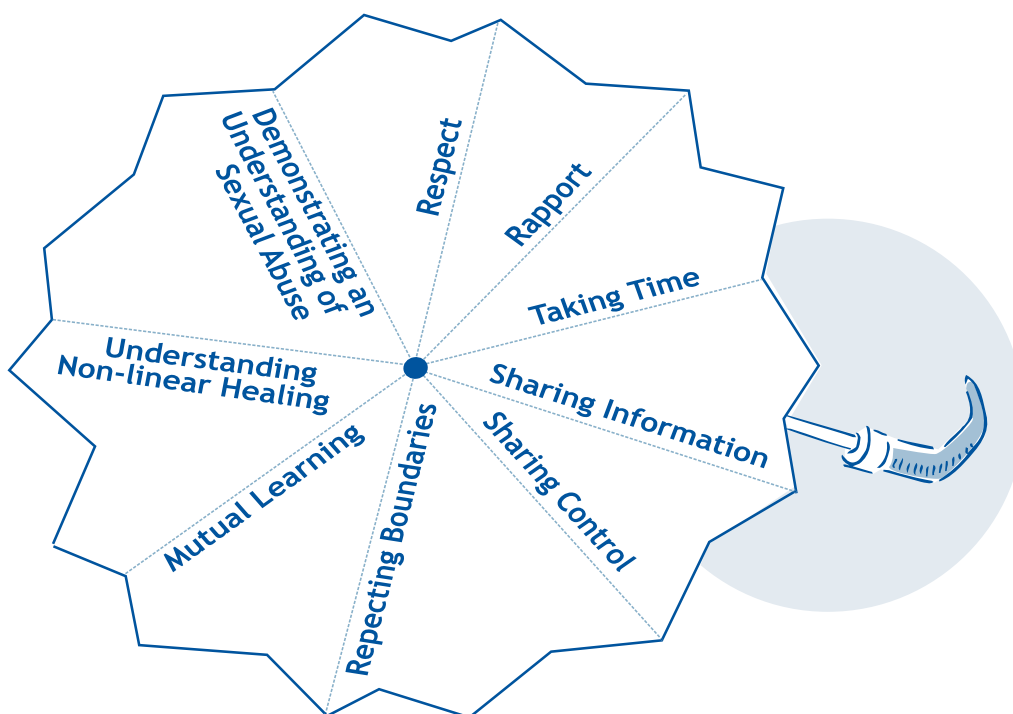 Respect
Rapport
Taking Time
Sharing Information
Sharing Control
Repecting Boundaries
Mutual Learning
Understanding
Non-linear Healing
Demonstrating an
Understanding of
Sexual Abuse